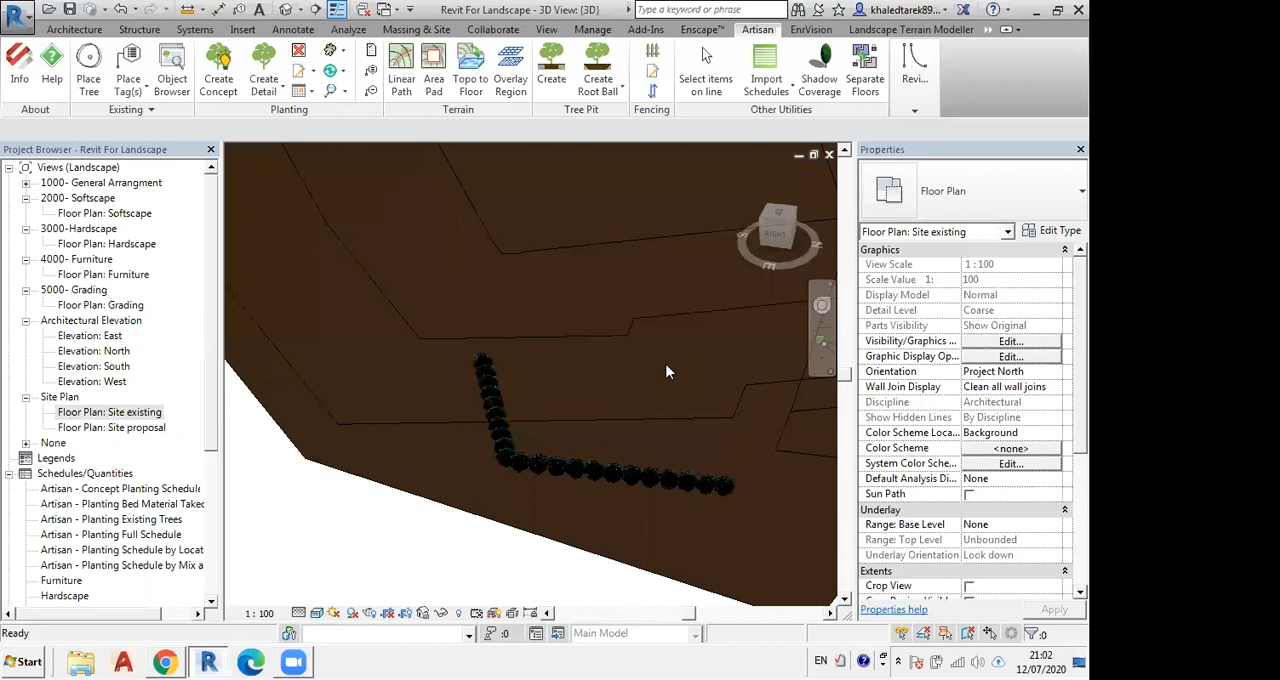 Revit For Landscape - 3D View: {3D}
Type a keyword or phrase
khaledtarek89...
Architecture Structure Systems Insert Annotate Analyze Massing & Site Collaborate View Manage Add-Ins Enscape™ Artisan EnVision Landscape Terrain Modeller
Info Help Place Tree Place Tag(s) Object Browser Create Concept Create Detail Linear Path Area Pad Topo to Floor Overlay Region Create Create Root Ball Select items on line Import Schedules Shadow Coverage Separate Floors Revi...
About Existing Planting Terrain Tree Pit Fencing Other Utilities
Project Browser - Revit For Landscape
Views (Landscape)
1000- General Arrangment
2000- Softscape
Floor Plan: Softscape
3000-Hardscape
Floor Plan: Hardscape
4000- Furniture
Floor Plan: Furniture
5000- Grading
Floor Plan: Grading
Architectural Elevation
Elevation: East
Elevation: North
Elevation: South
Elevation: West
Site Plan
Floor Plan: Site existing
Floor Plan: Site proposal
None
Legends
Schedules/Quantities
Artisan - Concept Planting Schedule
Artisan - Planting Bed Material Takec
Artisan - Planting Existing Trees
Artisan - Planting Full Schedule
Artisan - Planting Schedule by Locat
Artisan - Planting Schedule by Mix a
Furniture
Hardscape
RIGHT
1 : 100
Properties
Floor Plan
Floor Plan: Site existing Edit Type
Graphics
View Scale 1 : 100
Scale Value 1: 100
Display Model Normal
Detail Level Coarse
Parts Visibility Show Original
Visibility/Graphics ... Edit...
Graphic Display Op... Edit...
Orientation Project North
Wall Join Display Clean all wall joins
Discipline Architectural
Show Hidden Lines By Discipline
Color Scheme Loca... Background
Color Scheme <none>
System Color Sche... Edit...
Default Analysis Di... None
Sun Path
Underlay
Range: Base Level None
Range: Top Level Unbounded
Underlay Orientation Look down
Extents
Crop View
Properties help Apply
Ready :0 Main Model :0
Start EN 21:02
12/07/2020